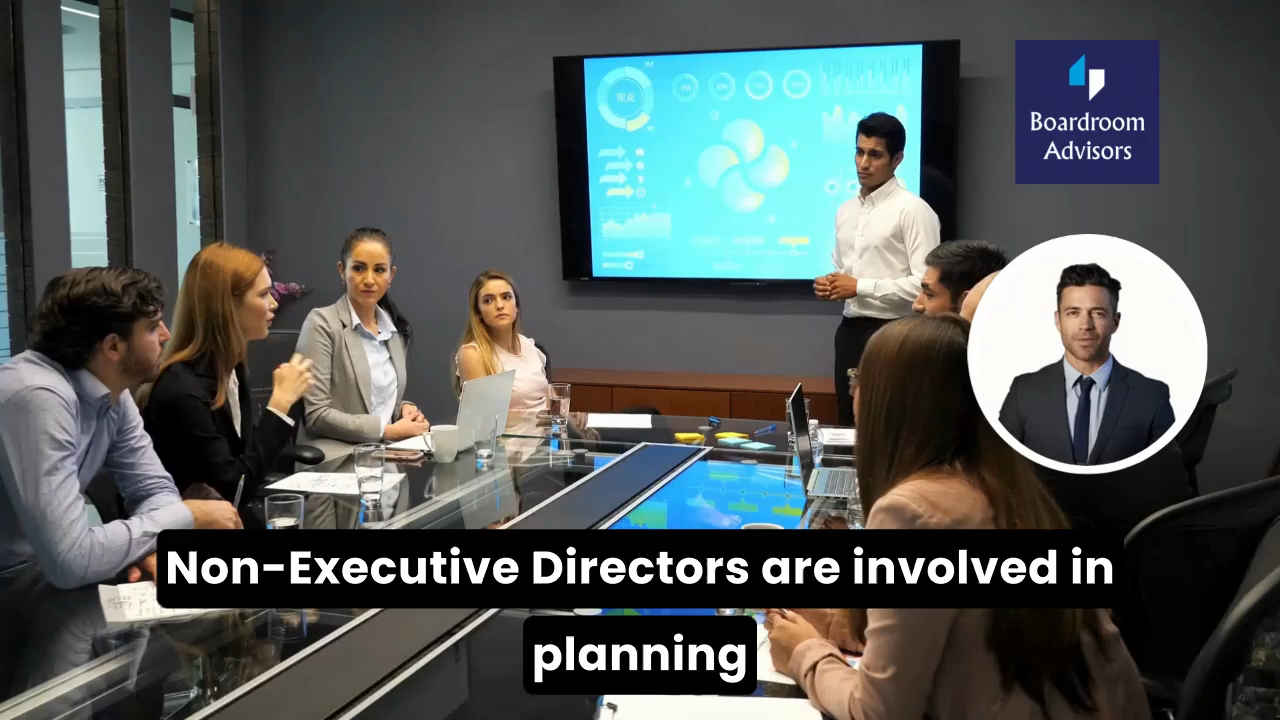 Boardroom
Advisors
Non-Executive Directors are involved in
planning